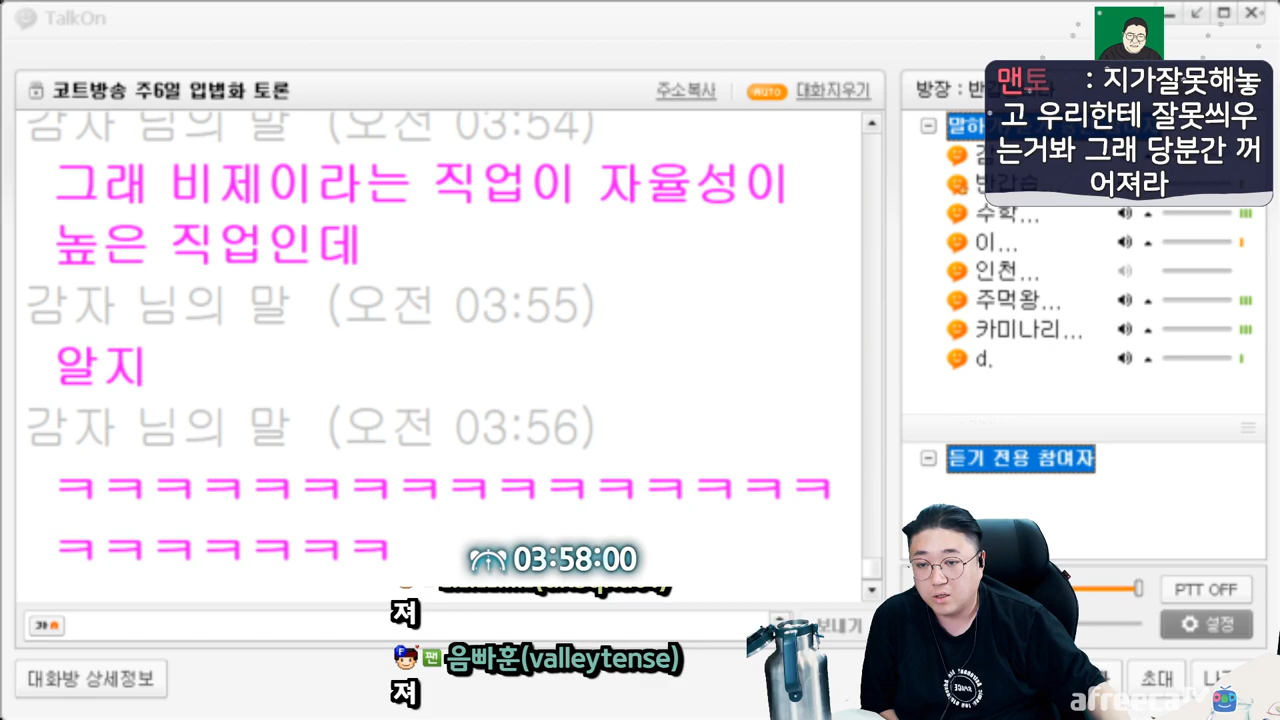 TalkOn
코트방송 주6일 입법화 토론
주소복사
AUTO
대화지우기
감자 님의 말 (오전 03:54)
그래 비제이라는 직업이 자율성이
높은 직업인데
감자 님의 말 (오전 03:55)
알지
감자 님의 말 (오전 03:56)
ㅋㅋㅋㅋㅋㅋㅋㅋㅋㅋㅋㅋㅋㅋㅋㅋ
ㅋㅋㅋㅋㅋㅋㅋ
03:58:00
져
음빠훈(valleytense)
져
보내기
대화방 상세정보
방장 :
맨토 : 지가잘못해놓
고 우리한테 잘못씌우
는거봐 그래 당분간 꺼
어져라
수학...
이...
인천...
주먹왕...
카미나리...
d.
듣기 전용 참여자
PTT OFF
설정
초대
afreecaTV